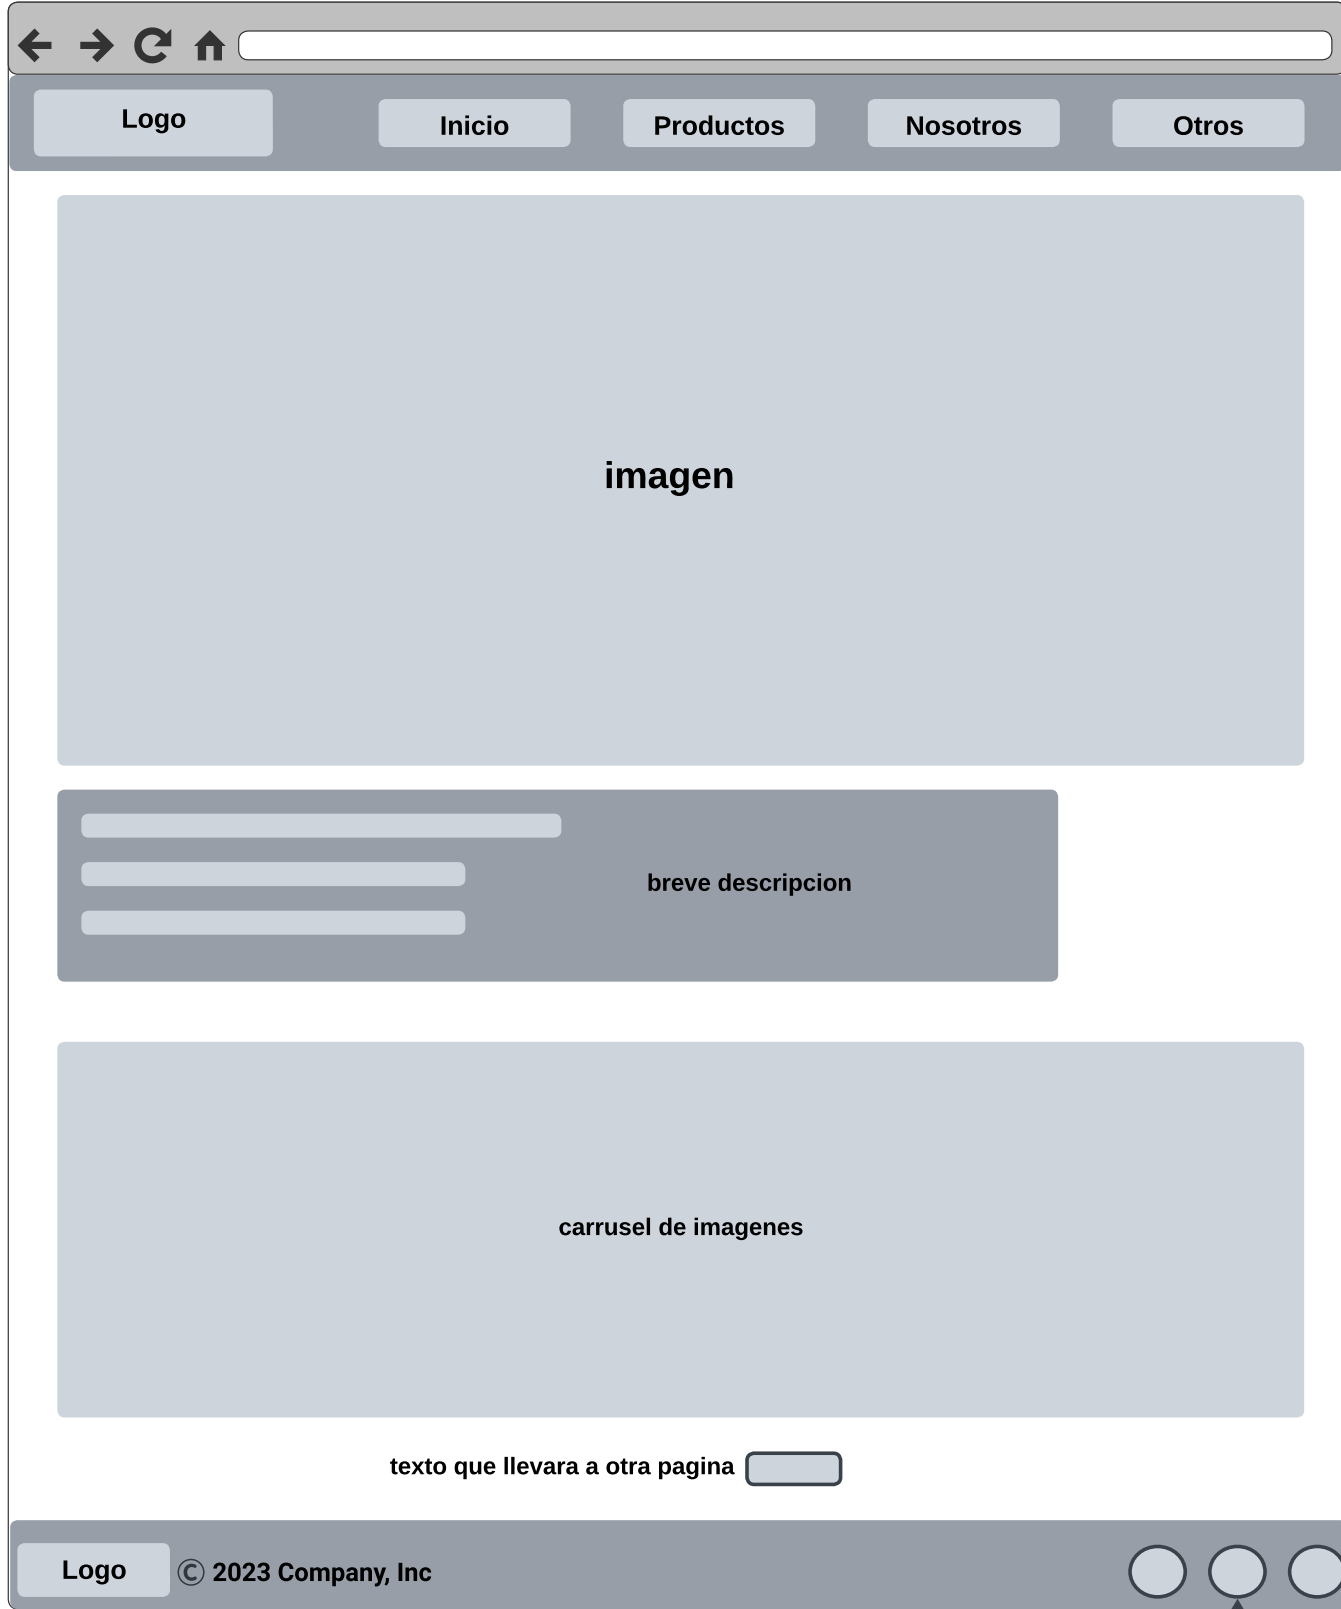 Logo
Inicio
Productos
Nosotros
Otros
imagen
breve descripcion
carrusel de imagenes
texto que llevara a otra pagina
Logo
© 2023 Company, Inc